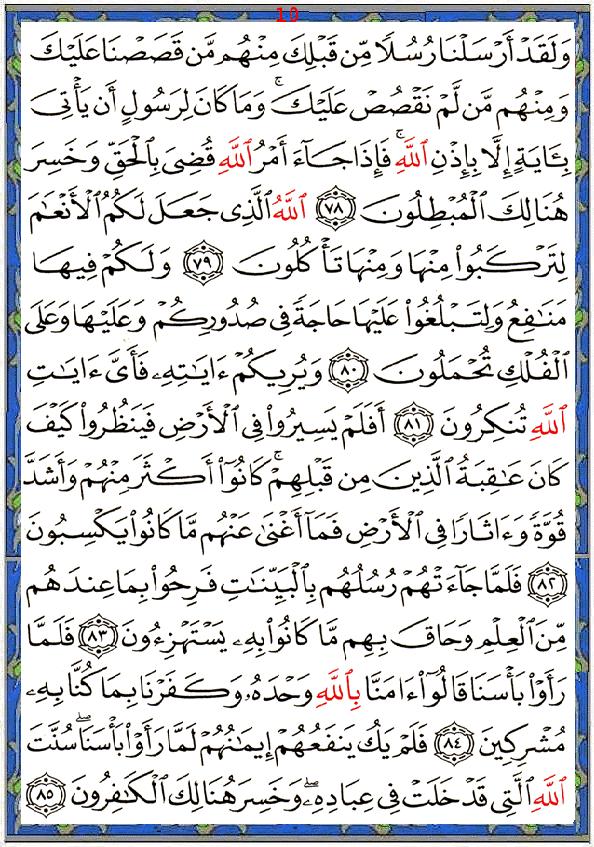 10
وَلَقَدْ أَرْسَلْنَا رُسُلًا مِّن قَبْلِكَ مِنْهُم مَّن قَصَصْنَا عَلَيْكَ
وَمِنْهُم مَّن لَّمْ نَقْصُصْ عَلَيْكَ ۗ وَمَا كَانَ لِرَسُولٍ أَن يَأْتِيَ
بِـَٔايَةٍ إِلَّا بِإِذْنِ ٱللَّهِ ۚ فَإِذَا جَآءَ أَمْرُ ٱللَّهِ قُضِيَ بِٱلْحَقِّ وَخَسِرَ
هُنَالِكَ ٱلْمُبْطِلُونَ ٧٨ ٱللَّهُ ٱلَّذِى جَعَلَ لَكُمُ ٱلْأَنْعَٰمَ
لِتَرْكَبُوا۟ مِنْهَا وَمِنْهَا تَأْكُلُونَ ٧٩ وَلَكُمْ فِيهَا
مَنَٰفِعُ وَلِتَبْلُغُوا۟ عَلَيْهَا حَاجَةً فِى صُدُورِكُمْ وَعَلَيْهَا وَعَلَى
ٱلْفُلْكِ تُحْمَلُونَ ٨٠ وَيُرِيكُمْ ءَايَٰتِهِۦ فَأَىَّ ءَايَٰتِ
ٱللَّهِ تُنكِرُونَ ٨١ أَفَلَمْ يَسِيرُوا۟ فِى ٱلْأَرْضِ فَيَنظُرُوا۟ كَيْفَ
كَانَ عَٰقِبَةُ ٱلَّذِينَ مِن قَبْلِهِمْ ۚ كَانُوٓا۟ أَكْثَرَ مِنْهُمْ وَأَشَدَّ
قُوَّةً وَءَاثَارًا فِى ٱلْأَرْضِ فَمَآ أَغْنَىٰ عَنْهُم مَّا كَانُوا۟ يَكْسِبُونَ
٨٢ فَلَمَّا جَآءَتْهُمْ رُسُلُهُم بِٱلْبَيِّنَٰتِ فَرِحُوا۟ بِمَا عِندَهُم
مِّنَ ٱلْعِلْمِ وَحَاقَ بِهِم مَّا كَانُوا۟ بِهِۦ يَسْتَهْزِءُونَ ٨٣ فَلَمَّا
رَأَوْا۟ بَأْسَنَا قَالُوٓا۟ ءَامَنَّا بِٱللَّهِ وَحْدَهُۥ وَكَفَرْنَا بِمَا كُنَّا بِهِۦ
مُشْرِكِينَ ٨٤ فَلَمْ يَكُ يَنفَعُهُمْ إِيمَٰنُهُمْ لَمَّا رَأَوْا۟ بَأْسَنَا ۖ سُنَّتَ
ٱللَّهِ ٱلَّتِى قَدْ خَلَتْ فِى عِبَادِهِۦ ۖ وَخَسِرَ هُنَالِكَ ٱلْكَٰفِرُونَ ٨٥